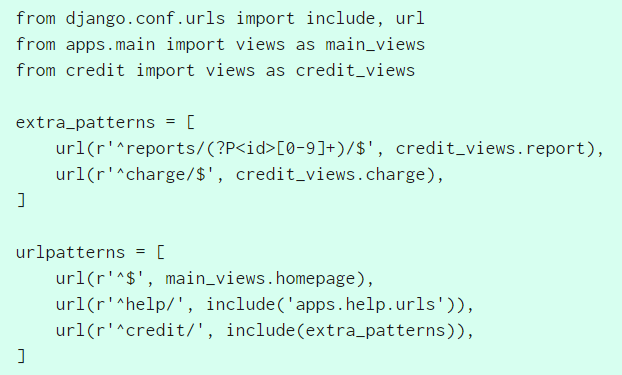 from django.conf.urls import include, url
from apps.main import views as main_views
from credit import views as credit_views

extra_patterns = [
    url(r'^reports/(?P<id>[0-9]+)/$', credit_views.report),
    url(r'^charge/$', credit_views.charge),
]

urlpatterns = [
    url(r'^$', main_views.homepage),
    url(r'^help/', include('apps.help.urls')),
    url(r'^credit/', include(extra_patterns)),
]